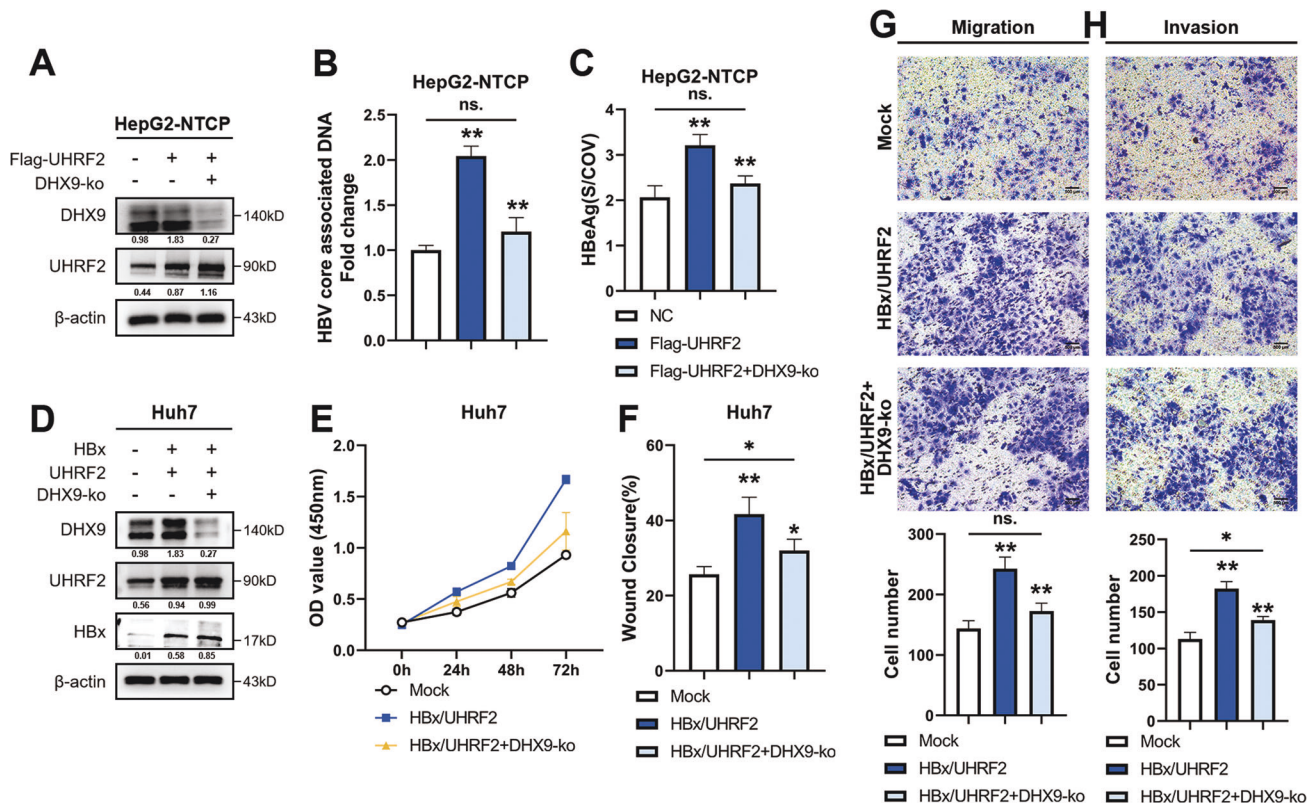 A
HepG2-NTCP
Flag-UHRF2 - + +
DHX9-ko - - +
DHX9
140kD
0.98 1.83 0.27
UHRF2
90kD
0.44 0.87 1.16
β-actin
43kD
B
HepG2-NTCP
ns.
**
**
HBV core associated DNA
Fold change
2.5
2.0
1.5
1.0
0.5
0.0
C
HepG2-NTCP
ns.
**
**
HBeAg(S/COV)
4
3
2
1
0
NC
Flag-UHRF2
Flag-UHRF2+DHX9-ko
D
Huh7
HBx - + +
UHRF2 - + +
DHX9-ko - - +
DHX9
140kD
0.98 1.83 0.27
UHRF2
90kD
0.56 0.94 0.99
HBx
17kD
0.01 0.58 0.85
β-actin
43kD
E
Huh7
OD value (450nm)
2.0
1.5
1.0
0.5
0.0
0h 24h 48h 72h
Mock
HBx/UHRF2
HBx/UHRF2+DHX9-ko
F
Huh7
*
**
*
Wound Closure(%)
60
40
20
0
Mock
HBx/UHRF2
HBx/UHRF2+DHX9-ko
G
Migration
Mock
HBx/UHRF2
HBx/UHRF2+
DHX9-ko
ns.
**
**
Cell number
300
200
100
0
Mock
HBx/UHRF2
HBx/UHRF2+DHX9-ko
H
Invasion
*
**
**
Cell number
250
200
150
100
50
0
Mock
HBx/UHRF2
HBx/UHRF2+DHX9-ko